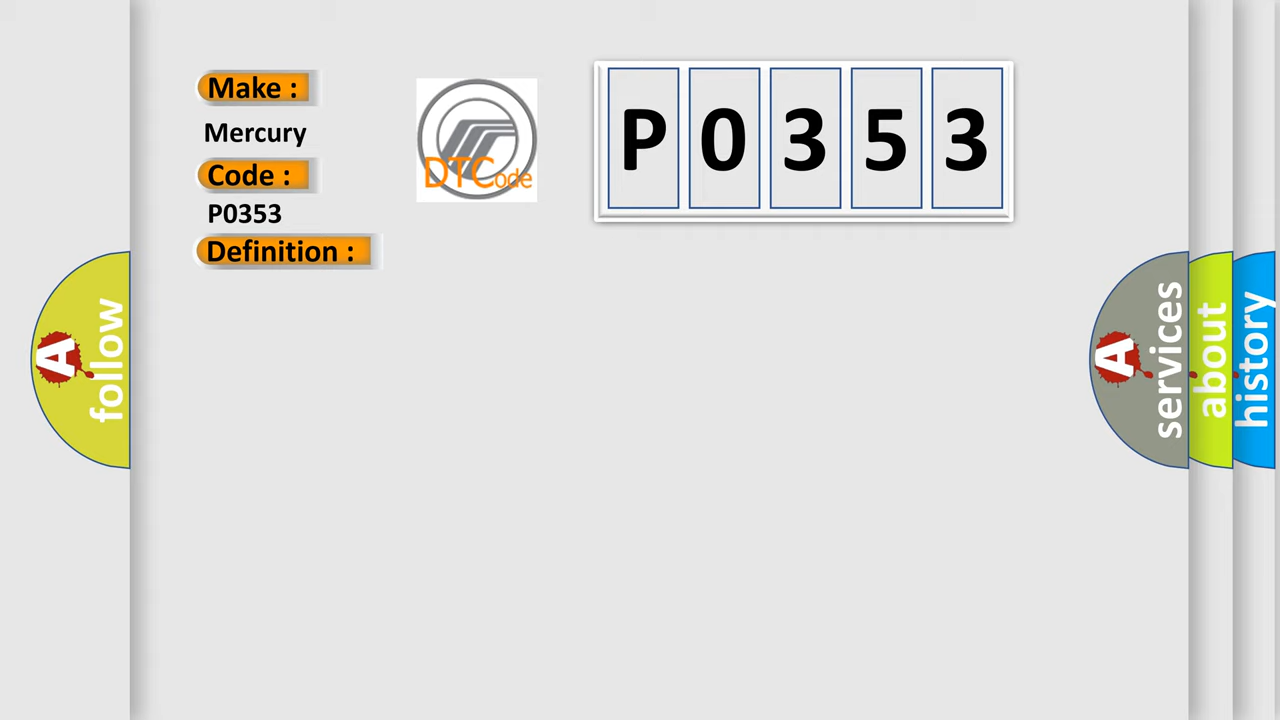 Make :
Mercury
Code :
P0353
Definition :
DTCode
P0353
A follow
A services
about
history